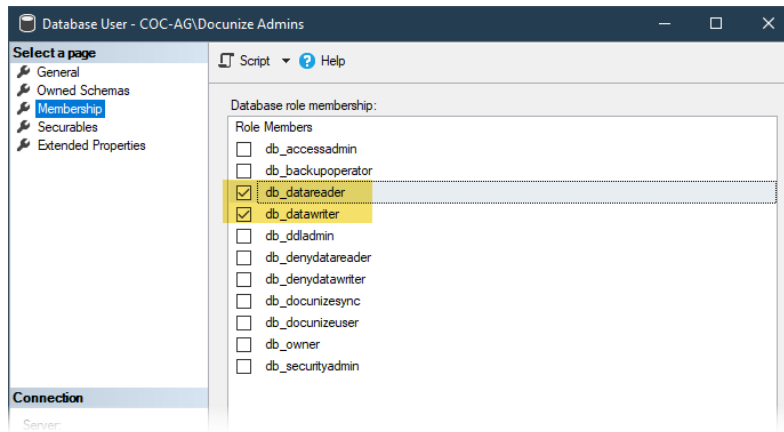 Database User - COC-AG\Docunize Admins
Select a page
General
Owned Schemas
Membership
Securables
Extended Properties
Connection
Server:
Script
Help
Database role membership:
Role Members
db_accessadmin
db_backupoperator
db_datareader
db_datawriter
db_ddladmin
db_denydatareader
db_denydatawriter
db_docunizesync
db_docunizeuser
db_owner
db_securityadmin